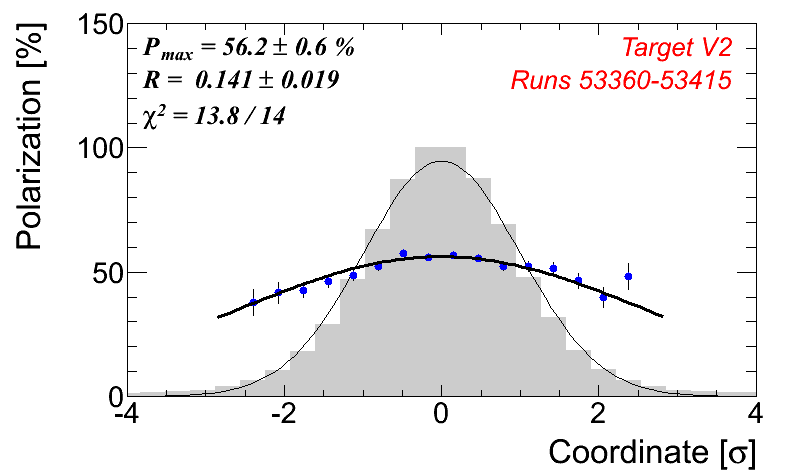 P_max = 56.2 ± 0.6 %
R = 0.141 ± 0.019
χ² = 13.8 / 14
Target V2
Runs 53360-53415
Polarization [%]
150
100
50
0
-4 -2 0 2 4
Coordinate [σ]